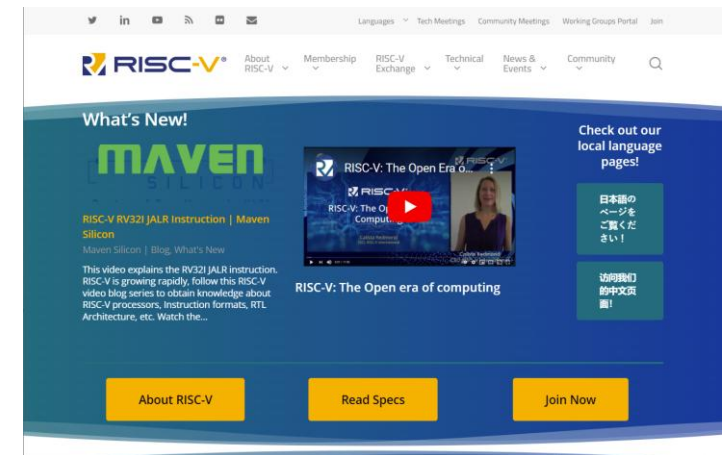 Languages
Tech Meetings
Community Meetings
Working Groups Portal
Join
RISC-V®
About
RISC-V
Membership
RISC-V
Exchange
Technical
News &
Events
Community
What's New!
MAVEN
SILICON
RISC-V RV32I JALR Instruction | Maven
Silicon
Maven Silicon | Blog, What's New
This video explains the RV32I JALR instruction.
RISC-V is growing rapidly, follow this RISC-V
video blog series to obtain knowledge about
RISC-V processors, Instruction formats, RTL
Architecture, etc. Watch the...
RISC-V: The Open Era o...
RISC-V
RISC-V
RISC-V: The Op
Computing
RISC-V: The Open era of computing
Check out our
local language
pages!
日本語の
ページを
ご覧くだ
さい！
访问我们
的中文页
面！
About RISC-V
Read Specs
Join Now